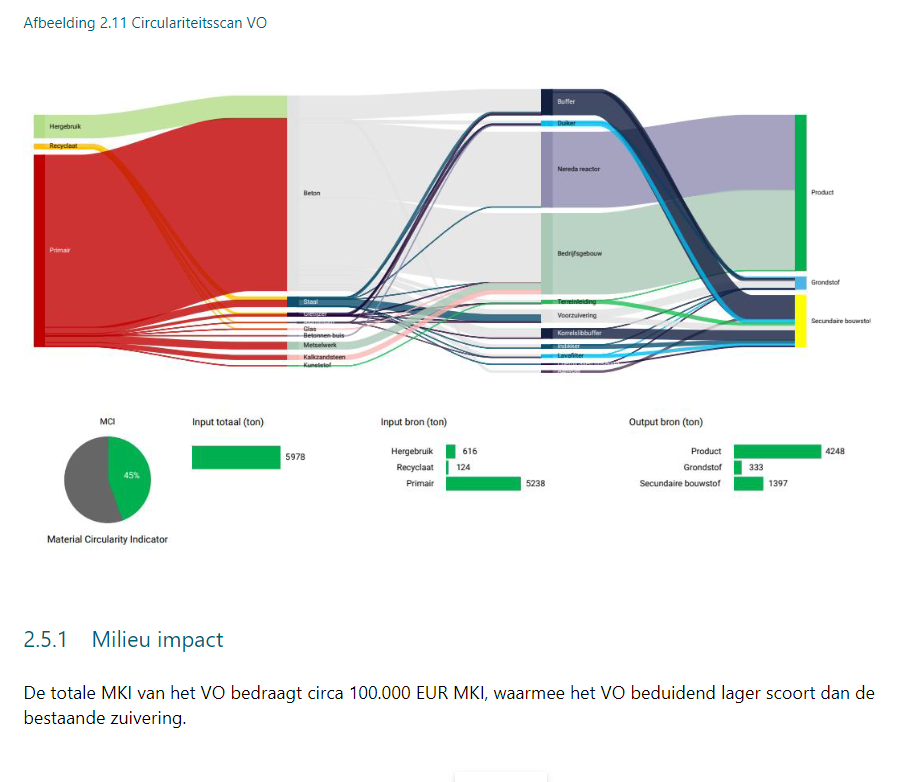 Afbeelding 2.11 Circulariteitsscan VO
Hergebruik
Recyclaat
Primair
Beton
Staal
Glas
Betonnen buis
Metselwerk
Kalkzandsteen
Kunststof
Buffer
Duiker
Nereda reactor
Bedrijfsgebouw
Terreinleiding
Voorzuivering
Korrelslibbuffer
Indikker
Lavafilter
Product
Grondstof
Secundaire bouwstof
MCI
45%
Material Circularity Indicator
Input totaal (ton)
5978
Input bron (ton)
Hergebruik 616
Recyclaat 124
Primair 5238
Output bron (ton)
Product 4248
Grondstof 333
Secundaire bouwstof 1397
2.5.1 Milieu impact
De totale MKI van het VO bedraagt circa 100.000 EUR MKI, waarmee het VO beduidend lager scoort dan de
bestaande zuivering.